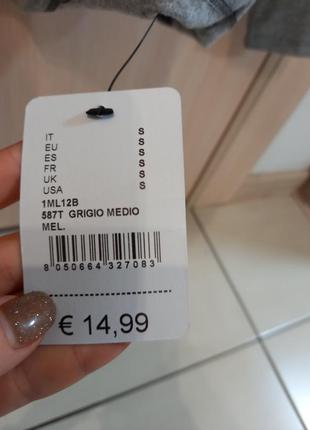 IT S
EU S
ES S
FR S
UK S
USA S
1ML12B
587T GRIGIO MEDIO
MEL.
8 050664 327083
€ 14,99